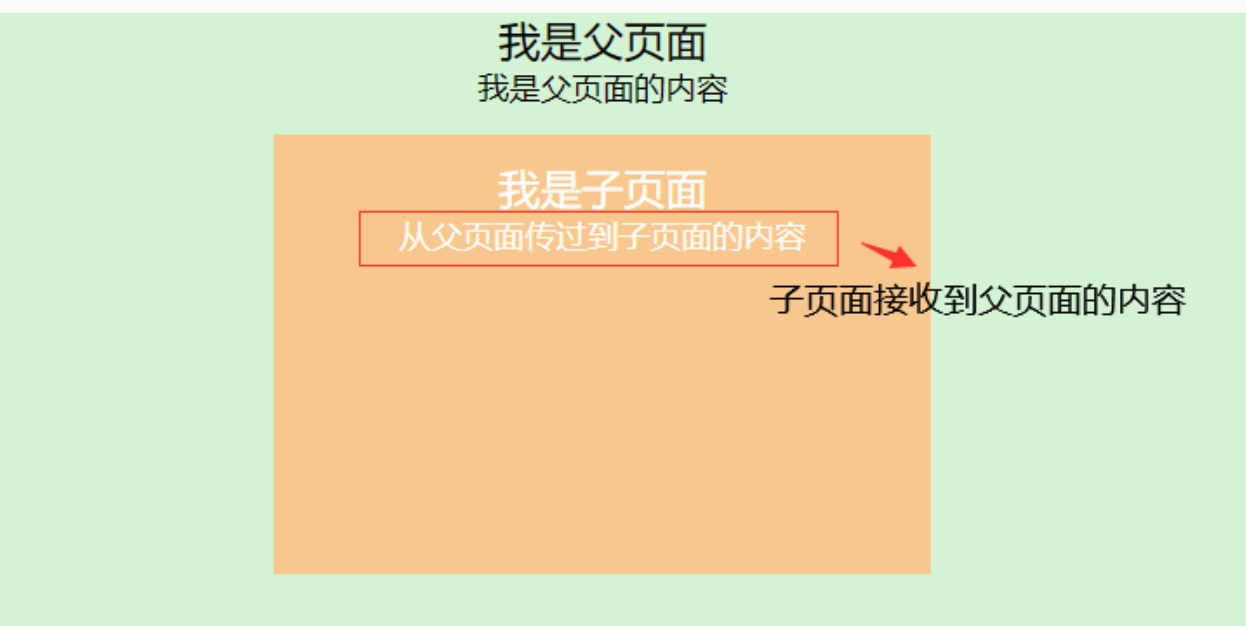 我是父页面
我是父页面的内容
我是子页面
从父页面传过到子页面的内容
子页面接收到父页面的内容